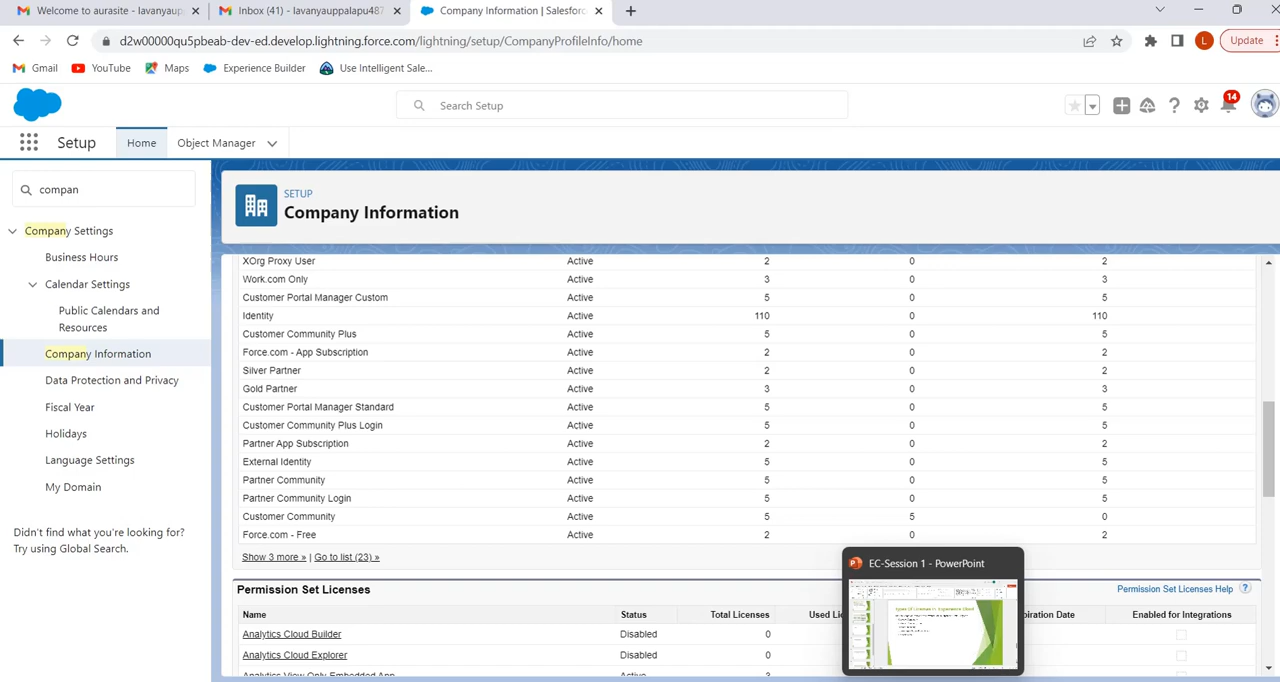 Welcome to aurasite - lavanyaup
Inbox (41) - lavanyauppalapu487
Company Information | Salesforc
d2w00000qu5pbeab-dev-ed.develop.lightning.force.com/lightning/setup/CompanyProfileInfo/home
L
Update
Gmail
YouTube
Maps
Experience Builder
Use Intelligent Sale...
Search Setup
14
Setup
Home
Object Manager
compan
Company Settings
Business Hours
Calendar Settings
Public Calendars and
Resources
Company Information
Data Protection and Privacy
Fiscal Year
Holidays
Language Settings
My Domain
Didn't find what you're looking for?
Try using Global Search.
SETUP
Company Information
XOrg Proxy User Active 2 0 2
Work.com Only Active 3 0 3
Customer Portal Manager Custom Active 5 0 5
Identity Active 110 0 110
Customer Community Plus Active 5 0 5
Force.com - App Subscription Active 2 0 2
Silver Partner Active 2 0 2
Gold Partner Active 3 0 3
Customer Portal Manager Standard Active 5 0 5
Customer Community Plus Login Active 5 0 5
Partner App Subscription Active 2 0 2
External Identity Active 5 0 5
Partner Community Active 5 0 5
Partner Community Login Active 5 0 5
Customer Community Active 5 5 0
Force.com - Free Active 2 0 2
Show 3 more » | Go to list (23) »
EC-Session 1 - PowerPoint
Types Of Licenses in Experience Cloud
Permission Set Licenses
Permission Set Licenses Help ?
Name Status Total Licenses Used Li piration Date Enabled for Integrations
Analytics Cloud Builder Disabled 0
Analytics Cloud Explorer Disabled 0
Analytics View Only Embedded App Active